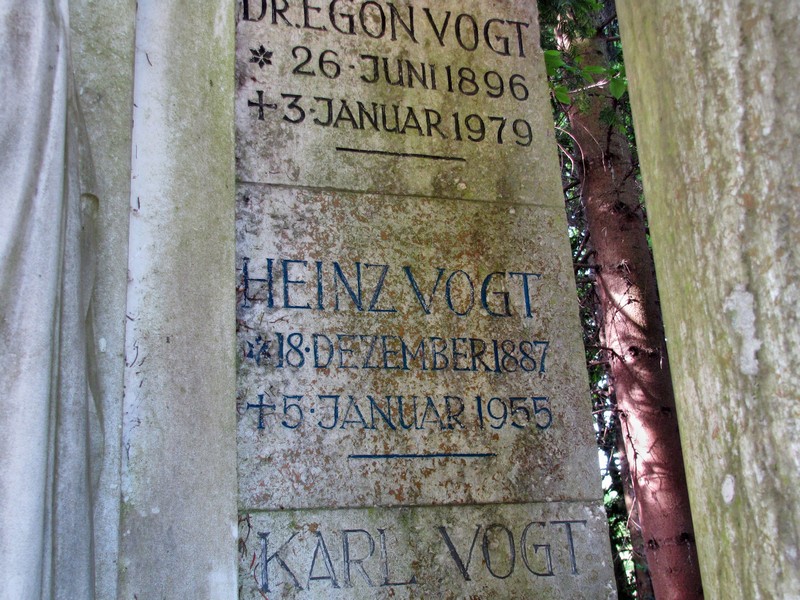 DR. EGON VOGT
* 26·JUNI 1896
+ 3·JANUAR 1979
HEINZ VOGT
* 18·DEZEMBER 1887
+ 5·JANUAR 1955
KARL VOGT